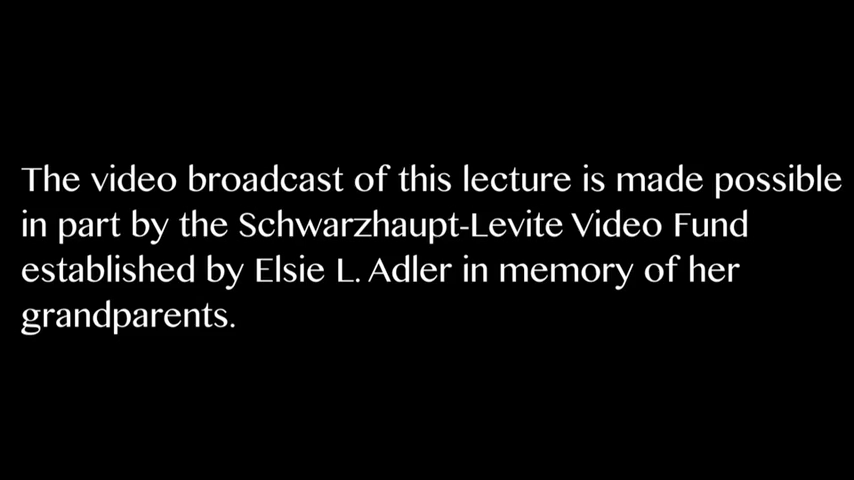 The video broadcast of this lecture is made possible
in part by the Schwarzhaupt-Levite Video Fund
established by Elsie L. Adler in memory of her
grandparents.